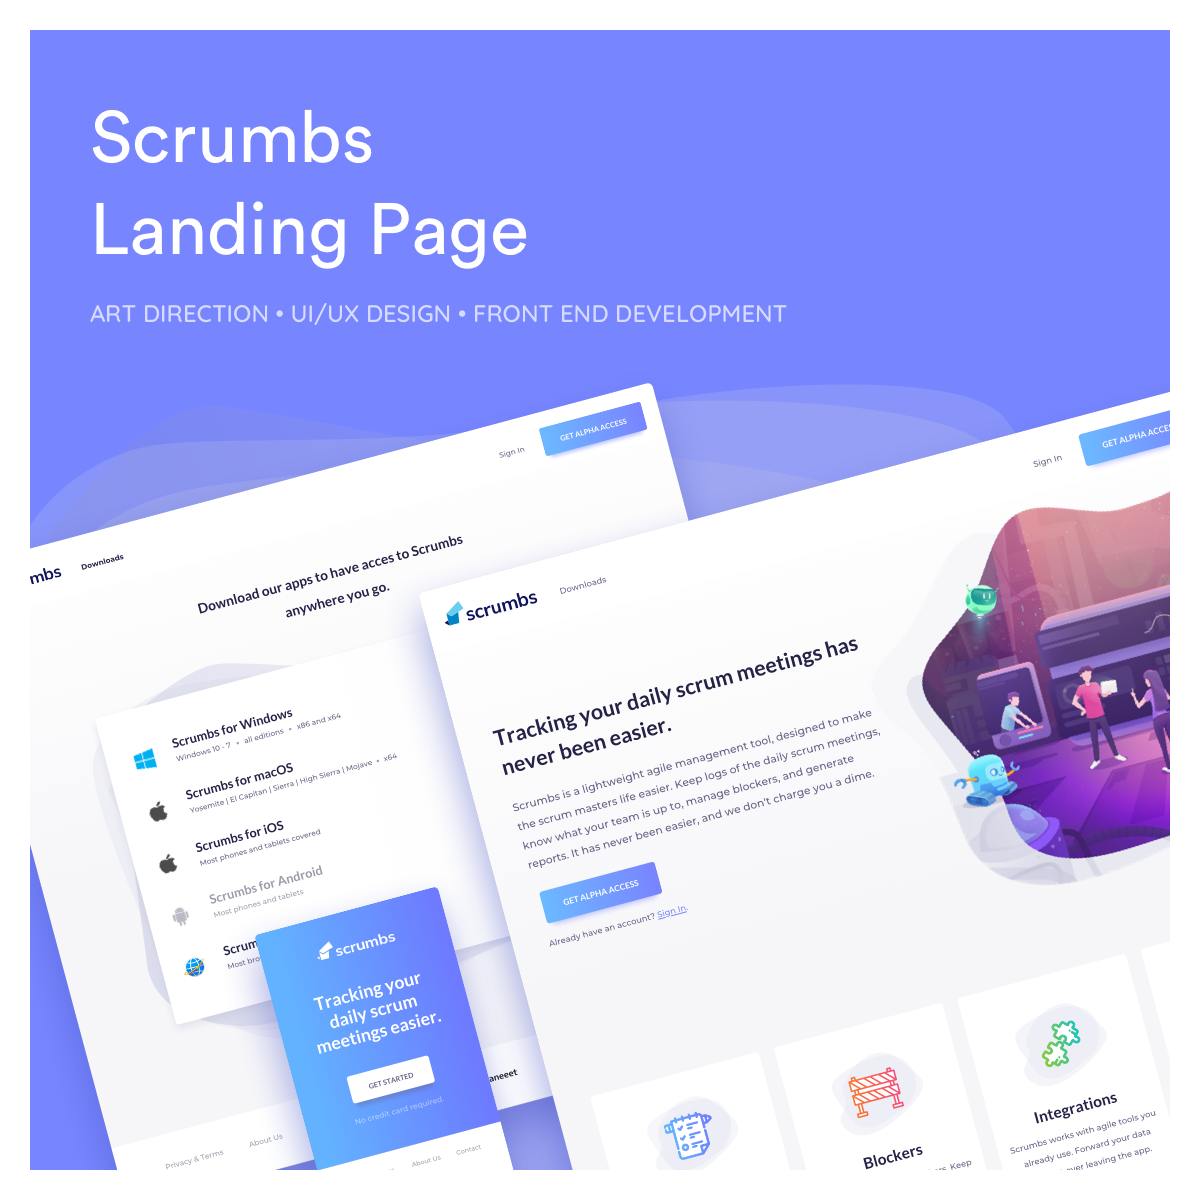 Scrumbs
Landing Page
ART DIRECTION • UI/UX DESIGN • FRONT END DEVELOPMENT
mbs
Downloads
Sign In
GET ALPHA ACCESS
Download our apps to have acces to Scrumbs
anywhere you go.
Scrumbs for Windows
Windows 10 - 7 • all editions • x86 and x64
Scrumbs for macOS
Yosemite | El Capitan | Sierra | High Sierra | Mojave • x64
Scrumbs for iOS
Most phones and tablets covered
Scrumbs for Android
Most phones and tablets
Scrum
Most bro
aneeet
Privacy & Terms
About Us
scrumbs
Tracking your
daily scrum
meetings easier.
GET STARTED
No credit card required.
About Us
Contact
scrumbs
Downloads
Sign In
GET ALPHA ACCES
Tracking your daily scrum meetings has
never been easier.
Scrumbs is a lightweight agile management tool, designed to make
the scrum masters life easier. Keep logs of the daily scrum meetings,
know what your team is up to, manage blockers, and generate
reports. It has never been easier, and we don't charge you a dime.
GET ALPHA ACCESS
Already have an account? Sign In.
Blockers
Keep
Integrations
Scrumbs works with agile tools you
already use. Forward your data
ever leaving the app.